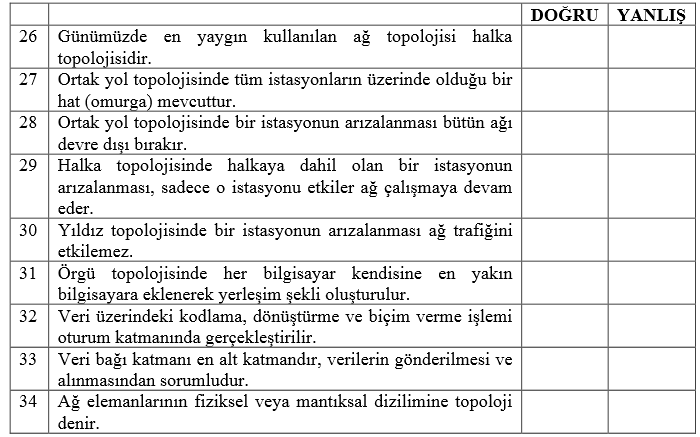 DOĞRU YANLIŞ
26 Günümüzde en yaygın kullanılan ağ topolojisi halka
topolojisidir.
27 Ortak yol topolojisinde tüm istasyonların üzerinde olduğu bir
hat (omurga) mevcuttur.
28 Ortak yol topolojisinde bir istasyonun arızalanması bütün ağı
devre dışı bırakır.
29 Halka topolojisinde halkaya dahil olan bir istasyonun
arızalanması, sadece o istasyonu etkiler ağ çalışmaya devam
eder.
30 Yıldız topolojisinde bir istasyonun arızalanması ağ trafiğini
etkilemez.
31 Örgü topolojisinde her bilgisayar kendisine en yakın
bilgisayara eklenerek yerleşim şekli oluşturulur.
32 Veri üzerindeki kodlama, dönüştürme ve biçim verme işlemi
oturum katmanında gerçekleştirilir.
33 Veri bağı katmanı en alt katmandır, verilerin gönderilmesi ve
alınmasından sorumludur.
34 Ağ elemanlarının fiziksel veya mantıksal dizilimine topoloji
denir.